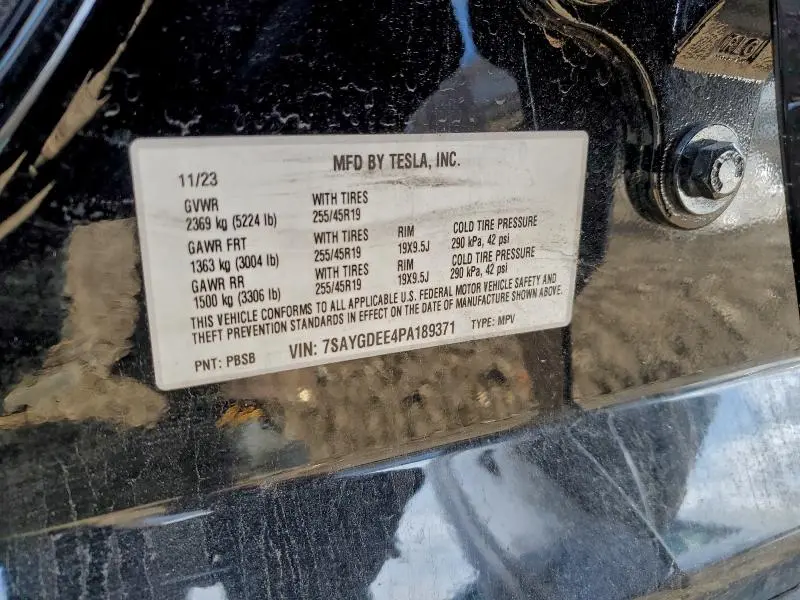 MFD BY TESLA, INC.
11/23
GVWR WITH TIRES
2369 kg (5224 lb) 255/45R19
GAWR FRT WITH TIRES RIM COLD TIRE PRESSURE
1363 kg (3004 lb) 255/45R19 19X9.5J 290 kPa, 42 psi
GAWR RR WITH TIRES RIM COLD TIRE PRESSURE
1500 kg (3306 lb) 255/45R19 19X9.5J 290 kPa, 42 psi
THIS VEHICLE CONFORMS TO ALL APPLICABLE U.S. FEDERAL MOTOR VEHICLE SAFETY AND
THEFT PREVENTION STANDARDS IN EFFECT ON THE DATE OF MANUFACTURE SHOWN ABOVE.
PNT: PBSB VIN: 7SAYGDEE4PA189371 TYPE: MPV